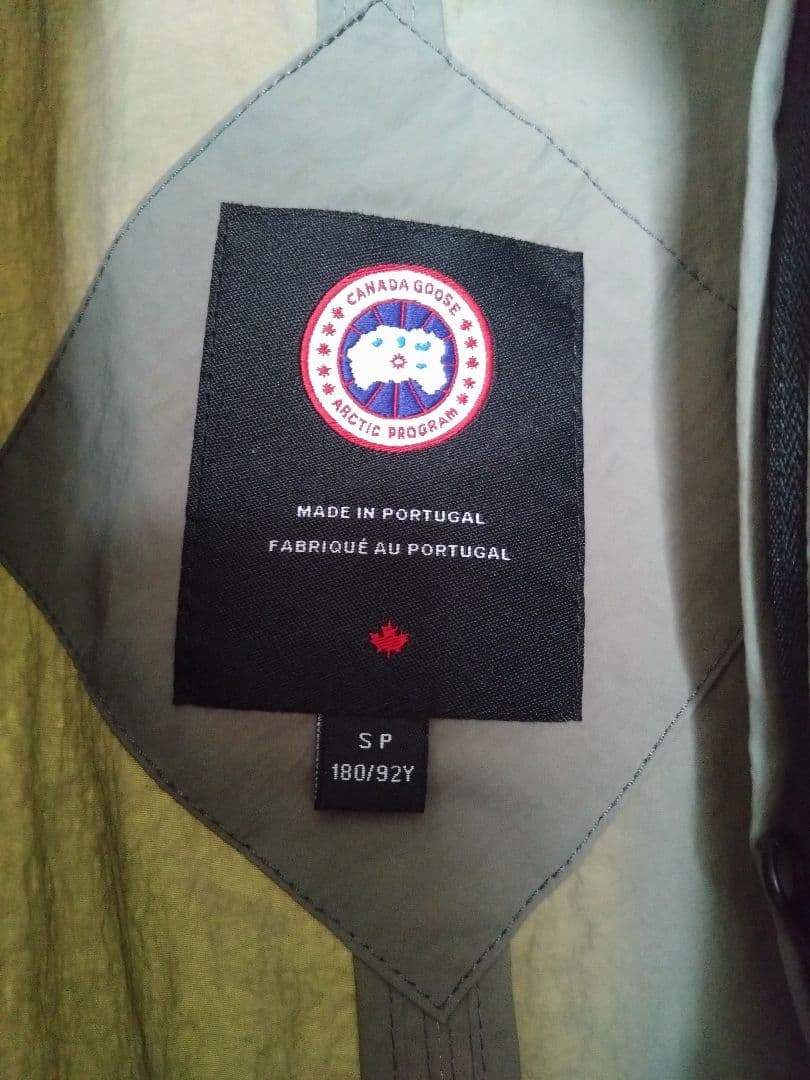 CANADA GOOSE
ARCTIC PROGRAM
MADE IN PORTUGAL
FABRIQUÉ AU PORTUGAL
S P
180/92Y